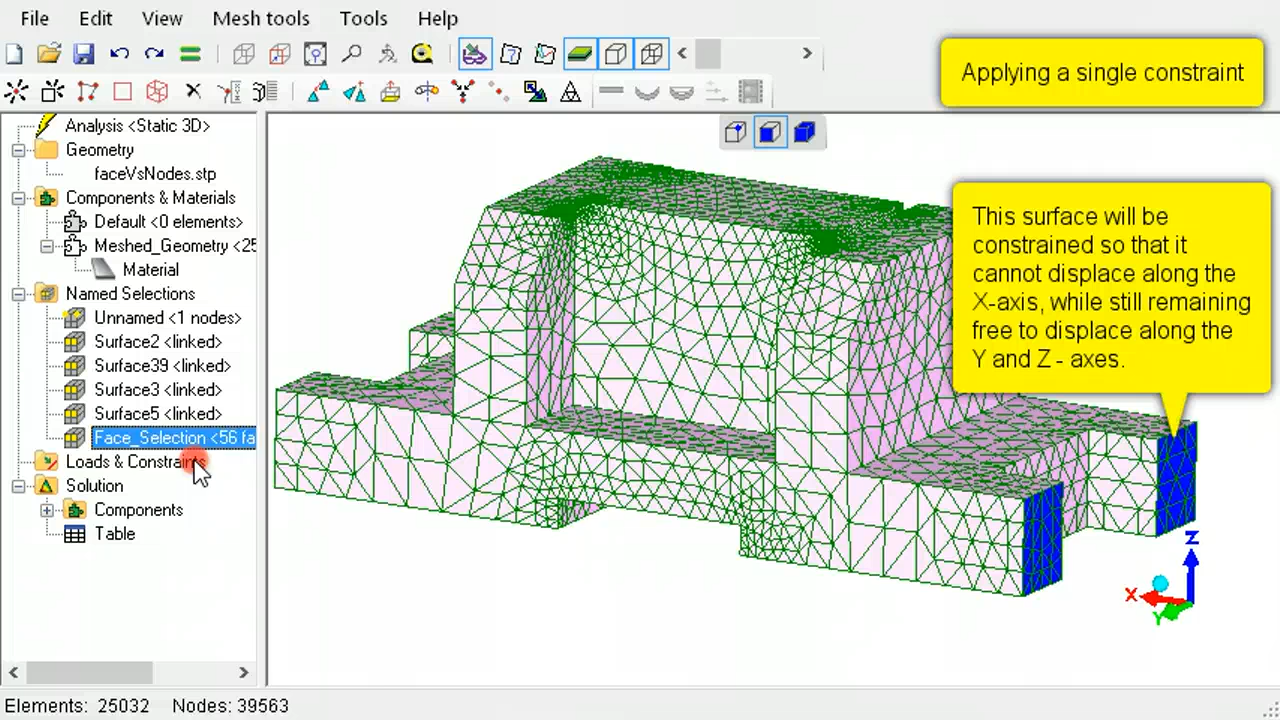 File Edit View Mesh tools Tools Help
Applying a single constraint
Analysis <Static 3D>
Geometry
faceVsNodes.stp
Components & Materials
Default <0 elements>
Meshed_Geometry <25
Material
Named Selections
Unnamed <1 nodes>
Surface2 <linked>
Surface39 <linked>
Surface3 <linked>
Surface5 <linked>
Face_Selection <56 fa
Loads & Constraints
Solution
Components
Table
This surface will be
constrained so that it
cannot displace along the
X-axis, while still remaining
free to displace along the
Y and Z - axes.
Z
X
Y
Elements: 25032 Nodes: 39563